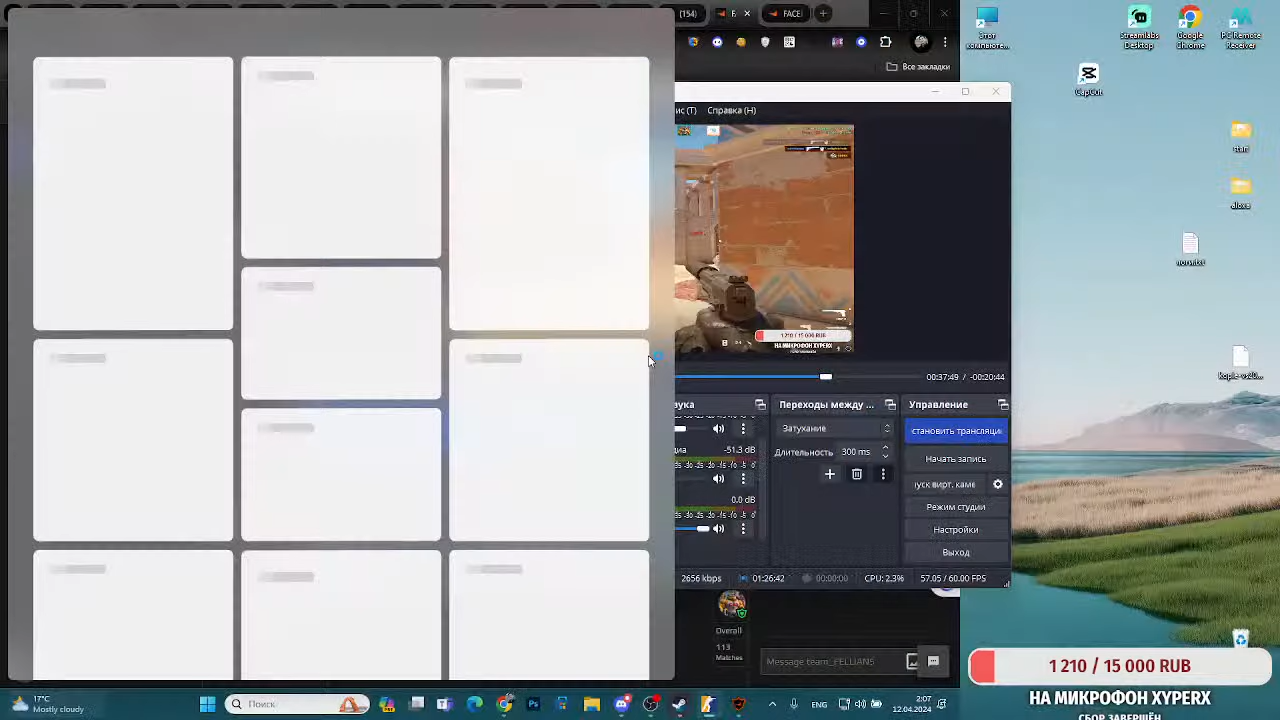 (154)
FACEI
Все закладки
ис (Т) Справка (Н)
1 210 / 15 000 RUB
НА МИКРОФОН XYPERX
00:37:49 / -00:20:44
вука
Переходы между ...
Управление
Затухание
Длительность 300 ms
-51.3 dB
0.0 dB
становить трансляци
Начать запись
уск вирт. каме
Режим студии
Настройки
Выход
2656 kbps
01:26:42
00:00:00
CPU: 2.3%
57.05 / 60.00 FPS
Overall
113
Matches
Message team_FELLIANS
Этот
компьютер...
Streamlabs
Desktop
Google
Chrome
PC Remote
Receiver
CapCut
start
aloxa
1 210 / 15 000 RUB
НА МИКРОФОН XYPERX
СБОР ЗАВЕРШЁН
17°C
Mostly cloudy
Поиск
ENG
2:07
12.04.2024